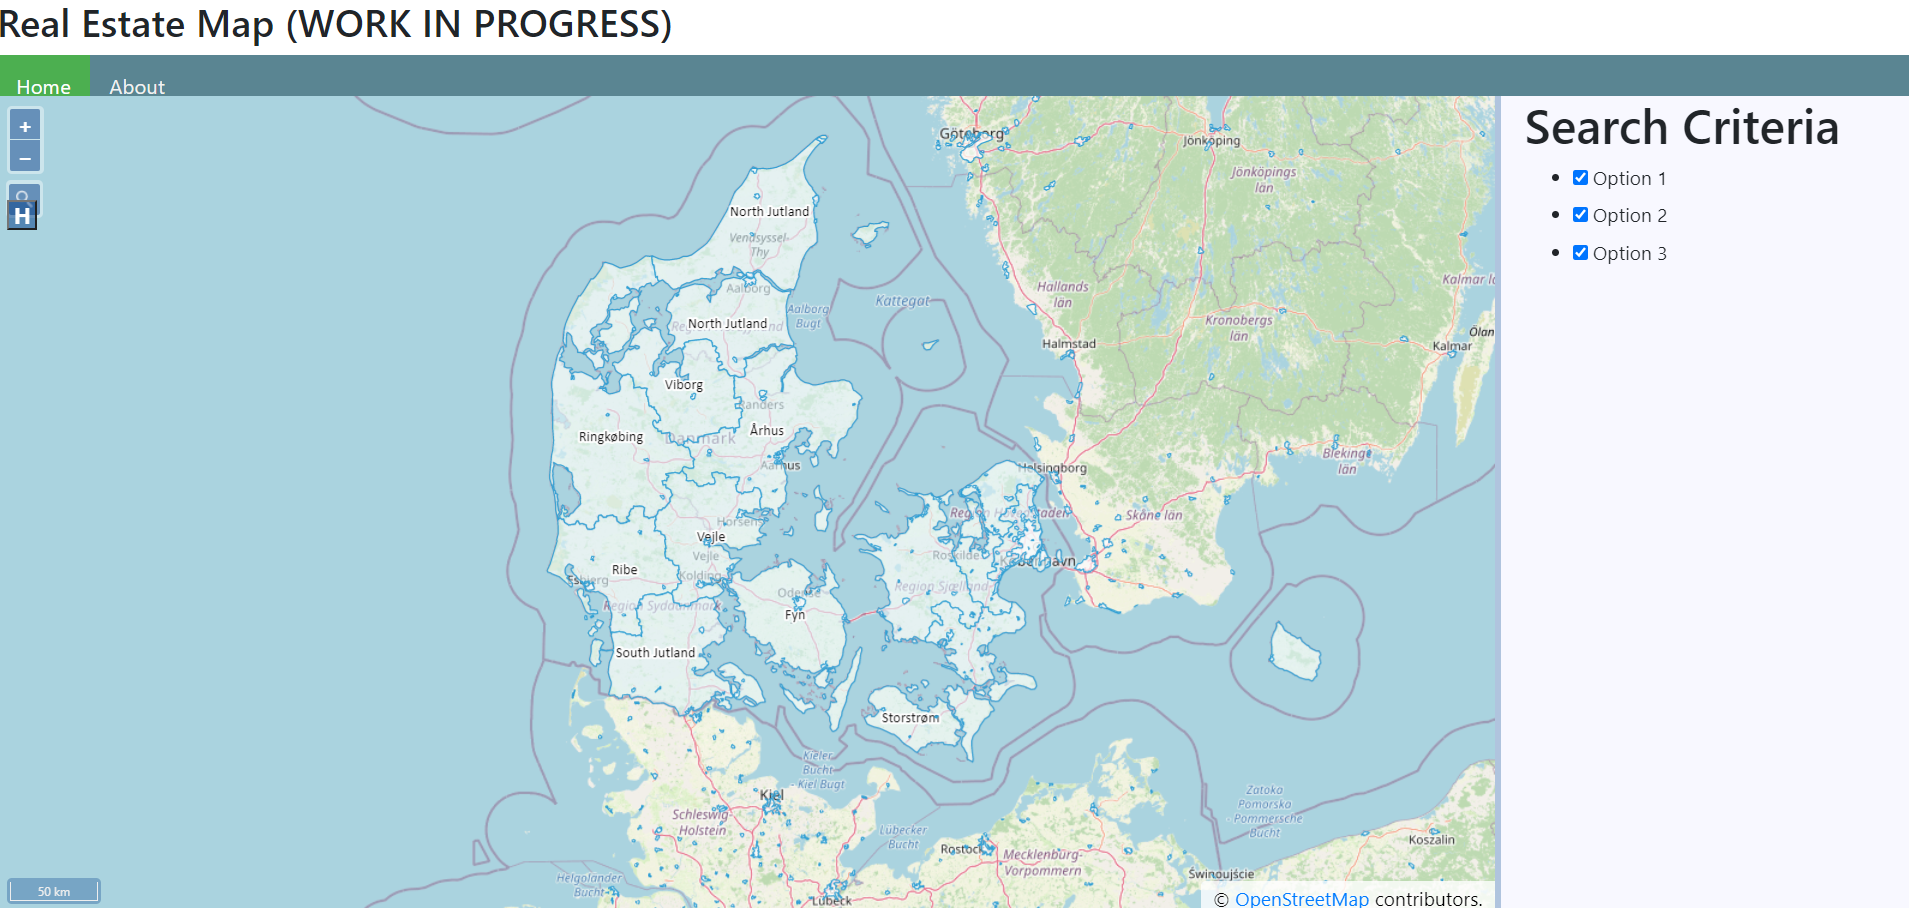 Real Estate Map (WORK IN PROGRESS)
Home
About
+
−
H
Search Criteria
Option 1
Option 2
Option 3
Göteborg
Jönköping
Jönköpings
län
North Jutland
Vendsyssel-
Thy
Aalborg
Aalborg
Bugt
Kattegat
Hallands
län
Kalmar
Kronobergs
län
North Jutland
Halmstad
Kalmar
Viborg
Randers
Ringkøbing
Danmark
Århus
Aarhus
Helsingborg
Blekinge
län
Region Hovedstaden
Skåne län
Horsens
Vejle
Vejle
Roskilde
København
Ribe
Esbjerg
Kolding
Region Sjælland
Odense
Region Syddanmark
Fyn
South Jutland
Storstrøm
Kieler
Bucht
- Kiel Bugt
Kiel
Zatoka
Pomorska
- Pommersche
Bucht
Schleswig-
Holstein
Lübecker
Bucht
Koszalin
Rostock
Mecklenburg-
Vorpommern
Świnoujście
Helgoländer
Bucht
50 km
Lübeck
© OpenStreetMap contributors.